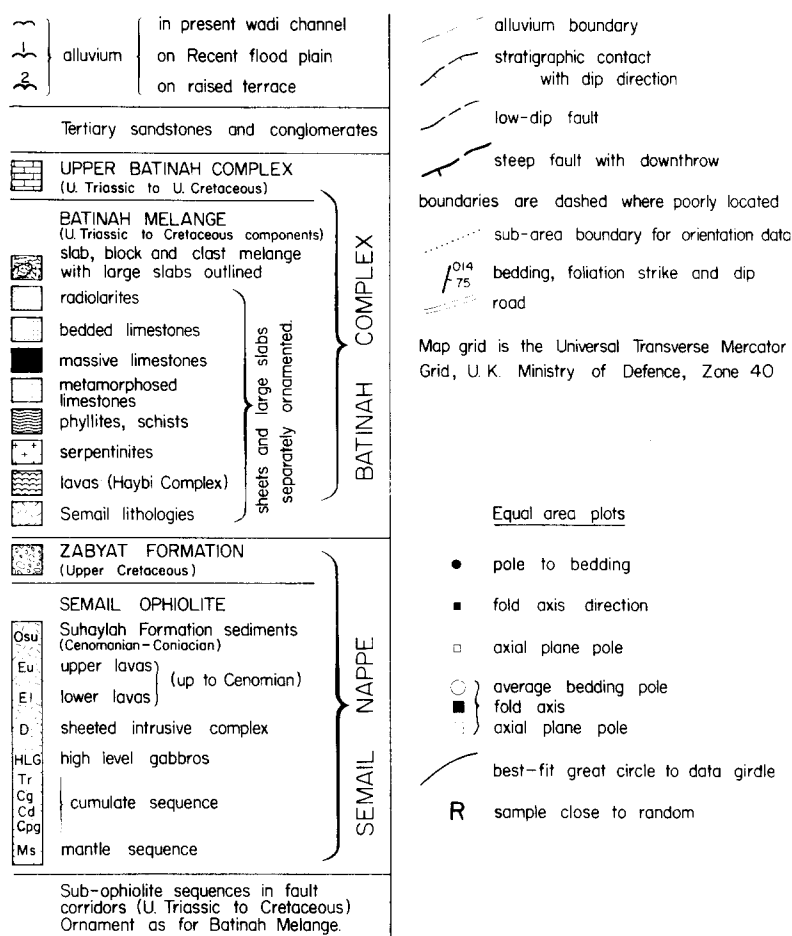 in present wadi channel
1
alluvium
on Recent flood plain
2
on raised terrace
Tertiary sandstones and conglomerates
UPPER BATINAH COMPLEX
(U. Triassic to U. Cretaceous)
BATINAH MELANGE
(U. Triassic to Cretaceous components)
slab, block and clast melange
with large slabs outlined
radiolarites
bedded limestones
massive limestones
metamorphosed
limestones
phyllites, schists
serpentinites
lavas (Haybi Complex)
Semail lithologies
sheets and large slabs
separately ornamented.
BATINAH COMPLEX
ZABYAT FORMATION
(Upper Cretaceous)
SEMAIL OPHIOLITE
Osu Suhaylah Formation sediments
(Cenomanian-Coniacian)
Eu upper lavas
(up to Cenomian)
El lower lavas
D sheeted intrusive complex
HLG high level gabbros
Tr
Cg
cumulate sequence
Cd
Cpg
Ms mantle sequence
SEMAIL NAPPE
Sub-ophiolite sequences in fault
corridors (U. Triassic to Cretaceous)
Ornament as for Batinah Melange.
alluvium boundary
stratigraphic contact
with dip direction
low-dip fault
steep fault with downthrow
boundaries are dashed where poorly located
sub-area boundary for orientation data
014
75
bedding, foliation strike and dip
road
Map grid is the Universal Transverse Mercator
Grid, U.K. Ministry of Defence, Zone 40
Equal area plots
pole to bedding
fold axis direction
axial plane pole
average bedding pole
fold axis
axial plane pole
best-fit great circle to data girdle
R sample close to random